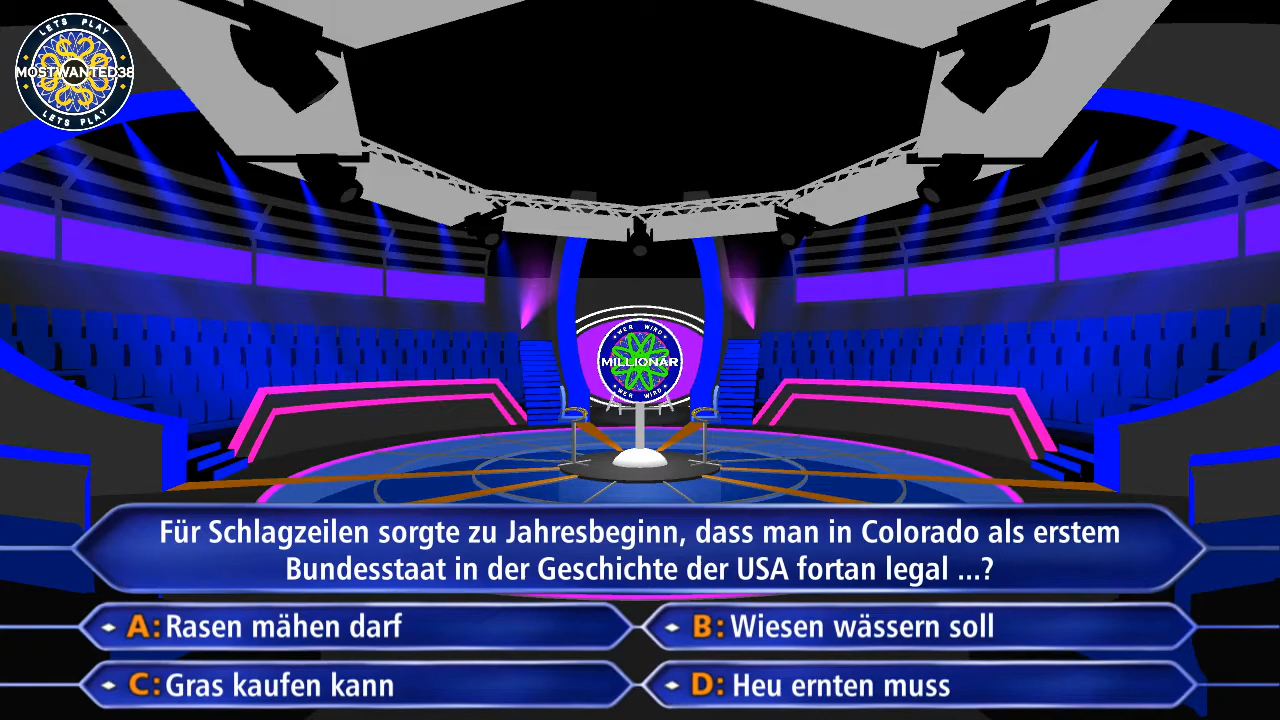 LETS PLAY
MOSTWANTED38
LETS PLAY
WER WIRD
MILLIONÄR
WER WIRD
Für Schlagzeilen sorgte zu Jahresbeginn, dass man in Colorado als erstem
Bundesstaat in der Geschichte der USA fortan legal ...?
A: Rasen mähen darf
B: Wiesen wässern soll
C: Gras kaufen kann
D: Heu ernten muss